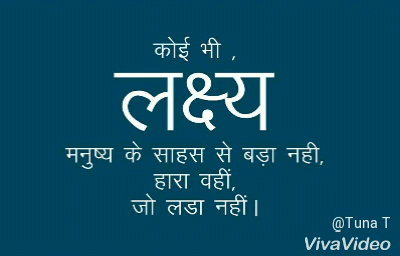 कोई भी ,
लक्ष्य
मनुष्य के साहस से बड़ा नही,
हारा वहीं,
जो लडा नहीं।
@Tuna T
VivaVideo